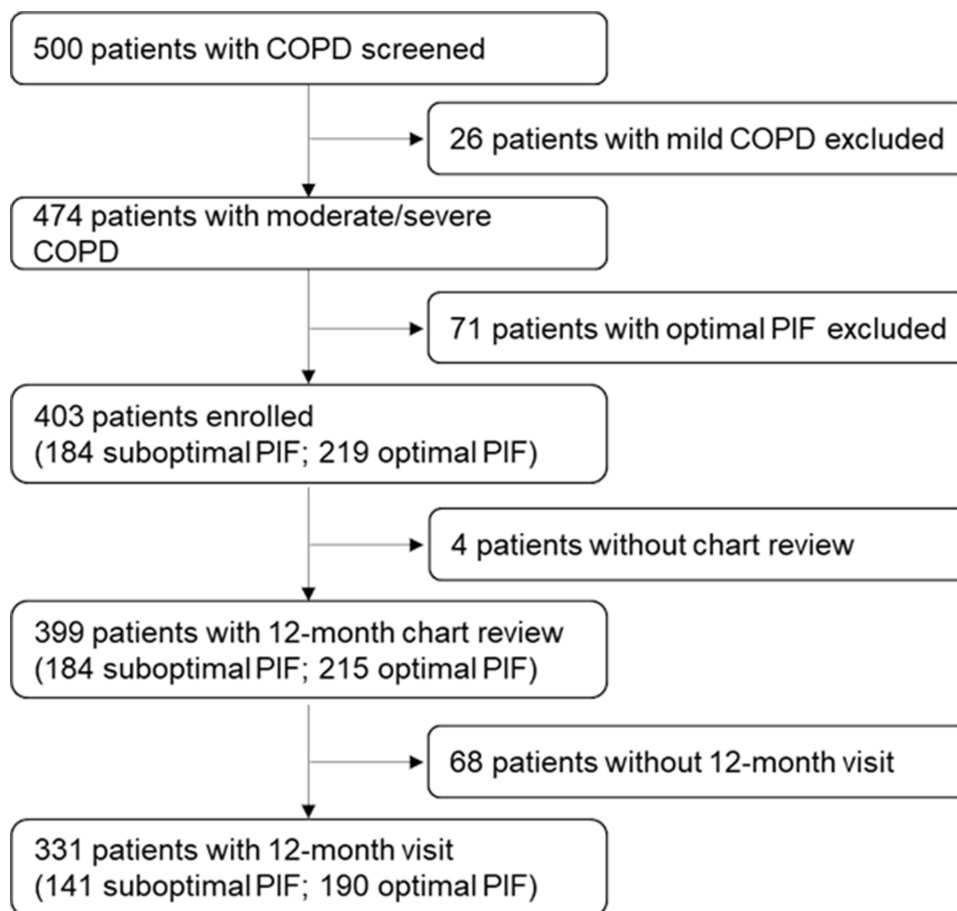 500 patients with COPD screened
26 patients with mild COPD excluded
474 patients with moderate/severe
COPD
71 patients with optimal PIF excluded
403 patients enrolled
(184 suboptimal PIF; 219 optimal PIF)
4 patients without chart review
399 patients with 12-month chart review
(184 suboptimal PIF; 215 optimal PIF)
68 patients without 12-month visit
331 patients with 12-month visit
(141 suboptimal PIF; 190 optimal PIF)